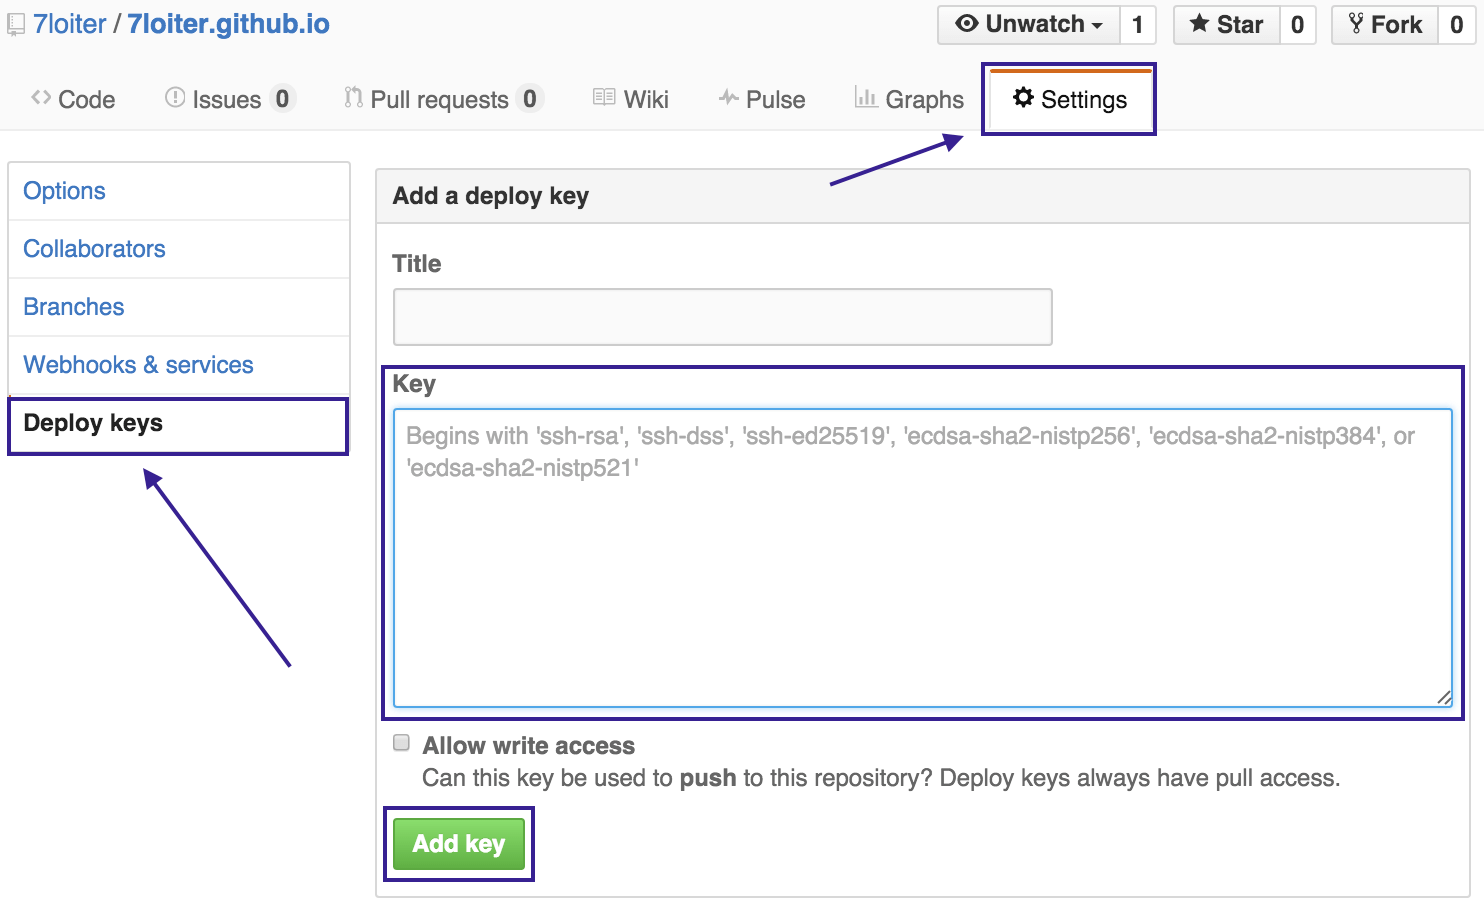 7loiter / 7loiter.github.io
Unwatch 1 Star 0 Fork 0
Code Issues 0 Pull requests 0 Wiki Pulse Graphs Settings
Options
Collaborators
Branches
Webhooks & services
Deploy keys
Add a deploy key
Title
Key
Begins with 'ssh-rsa', 'ssh-dss', 'ssh-ed25519', 'ecdsa-sha2-nistp256', 'ecdsa-sha2-nistp384', or
'ecdsa-sha2-nistp521'
Allow write access
Can this key be used to push to this repository? Deploy keys always have pull access.
Add key